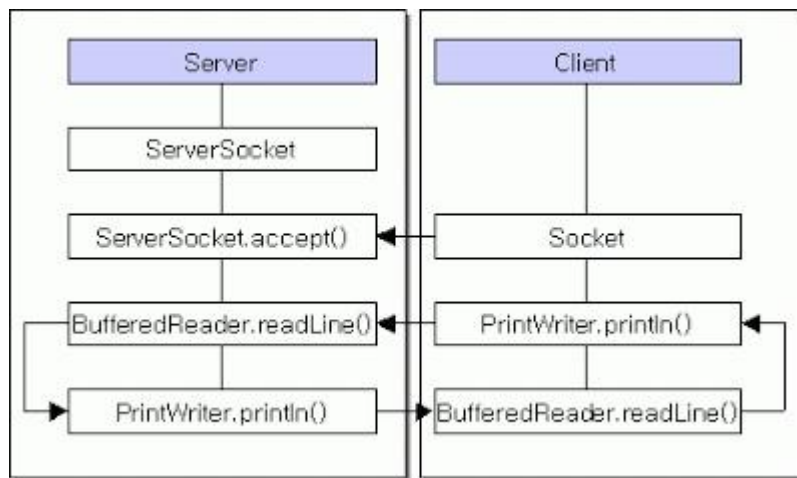 Server
Client
ServerSocket
ServerSocket.accept()
Socket
BufferedReader.readLine()
PrintWriter.println()
PrintWriter.println()
BufferedReader.readLine()